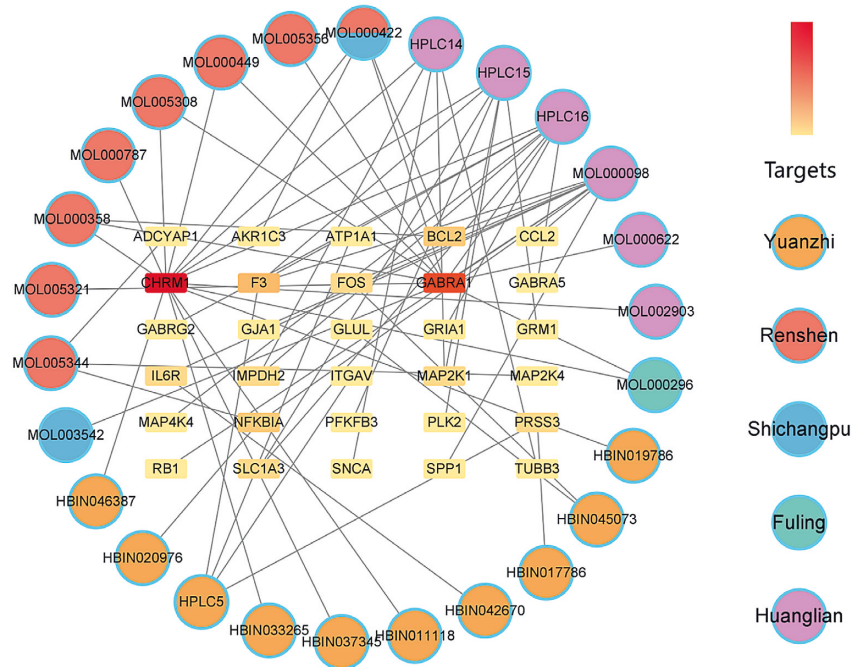 MOL005356
MOL000422
HPLC14
MOL000449
HPLC15
MOL005308
HPLC16
MOL000787
MOL000098
MOL000358
MOL000622
MOL005321
MOL002903
MOL005344
MOL000296
MOL003542
HBIN019786
HBIN046387
HBIN045073
HBIN020976
HBIN017786
HPLC5
HBIN042670
HBIN033265
HBIN037345
HBIN011118
ADCYAP1 AKR1C3 ATP1A1 BCL2 CCL2
CHRM1 F3 FOS GABRA1 GABRA5
GABRG2 GJA1 GLUL GRIA1 GRM1
IL6R IMPDH2 ITGAV MAP2K1 MAP2K4
MAP4K4 NFKBIA PFKFB3 PLK2 PRSS3
RB1 SLC1A3 SNCA SPP1 TUBB3
Targets
Yuanzhi
Renshen
Shichangpu
Fuling
Huanglian